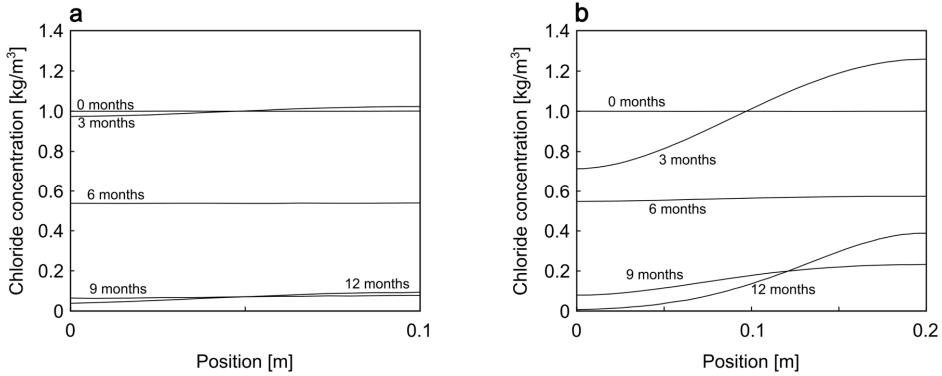 a
Chloride concentration [kg/m³]
1.4
1.2
1.0
0.8
0.6
0.4
0.2
0
0 months
3 months
6 months
9 months
12 months
0
0.1
Position [m]
b
Chloride concentration [kg/m³]
1.4
1.2
1.0
0.8
0.6
0.4
0.2
0
0 months
3 months
6 months
9 months
12 months
0
0.1
0.2
Position [m]